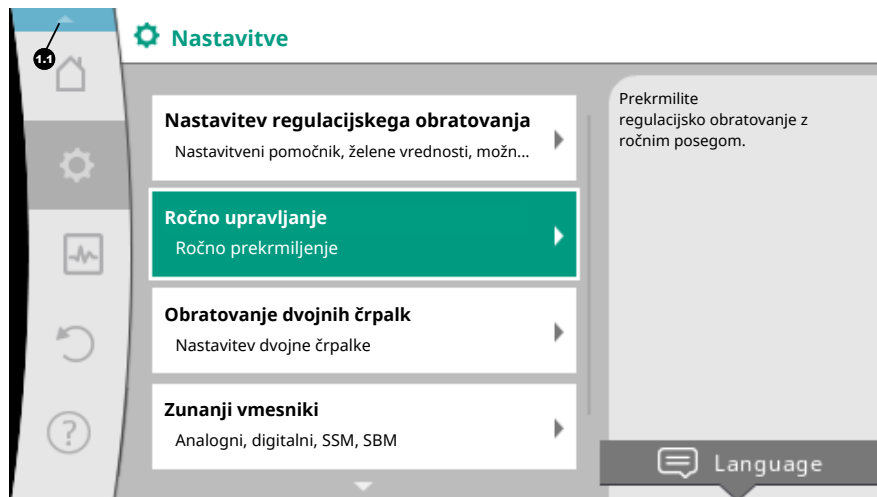 1.1
Nastavitve
Nastavitev regulacijskega obratovanja
Nastavitveni pomočnik, želene vrednosti, možn...
Ročno upravljanje
Ročno prekrmiljenje
Obratovanje dvojnih črpalk
Nastavitev dvojne črpalke
Zunanji vmesniki
Analogni, digitalni, SSM, SBM
Prekrmilite
regulacijsko obratovanje z
ročnim posegom.
Language